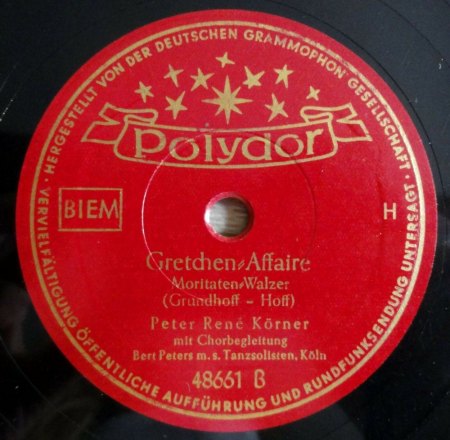 HERGESTELLT VON DER DEUTSCHEN GRAMMOPHON GESELLSCHAFT · VERVIELFÄLTIGUNG ÖFFENTLICHE AUFFÜHRUNG UND RUNDFUNKSENDUNG UNTERSAGT ·
Polydor
BIEM
H
Gretchen-Affaire
Moritaten-Walzer
(Grundhoff - Hoff)
Peter René Körner
mit Chorbegleitung
Bert Peters m. s. Tanzsolisten, Köln
48661 B